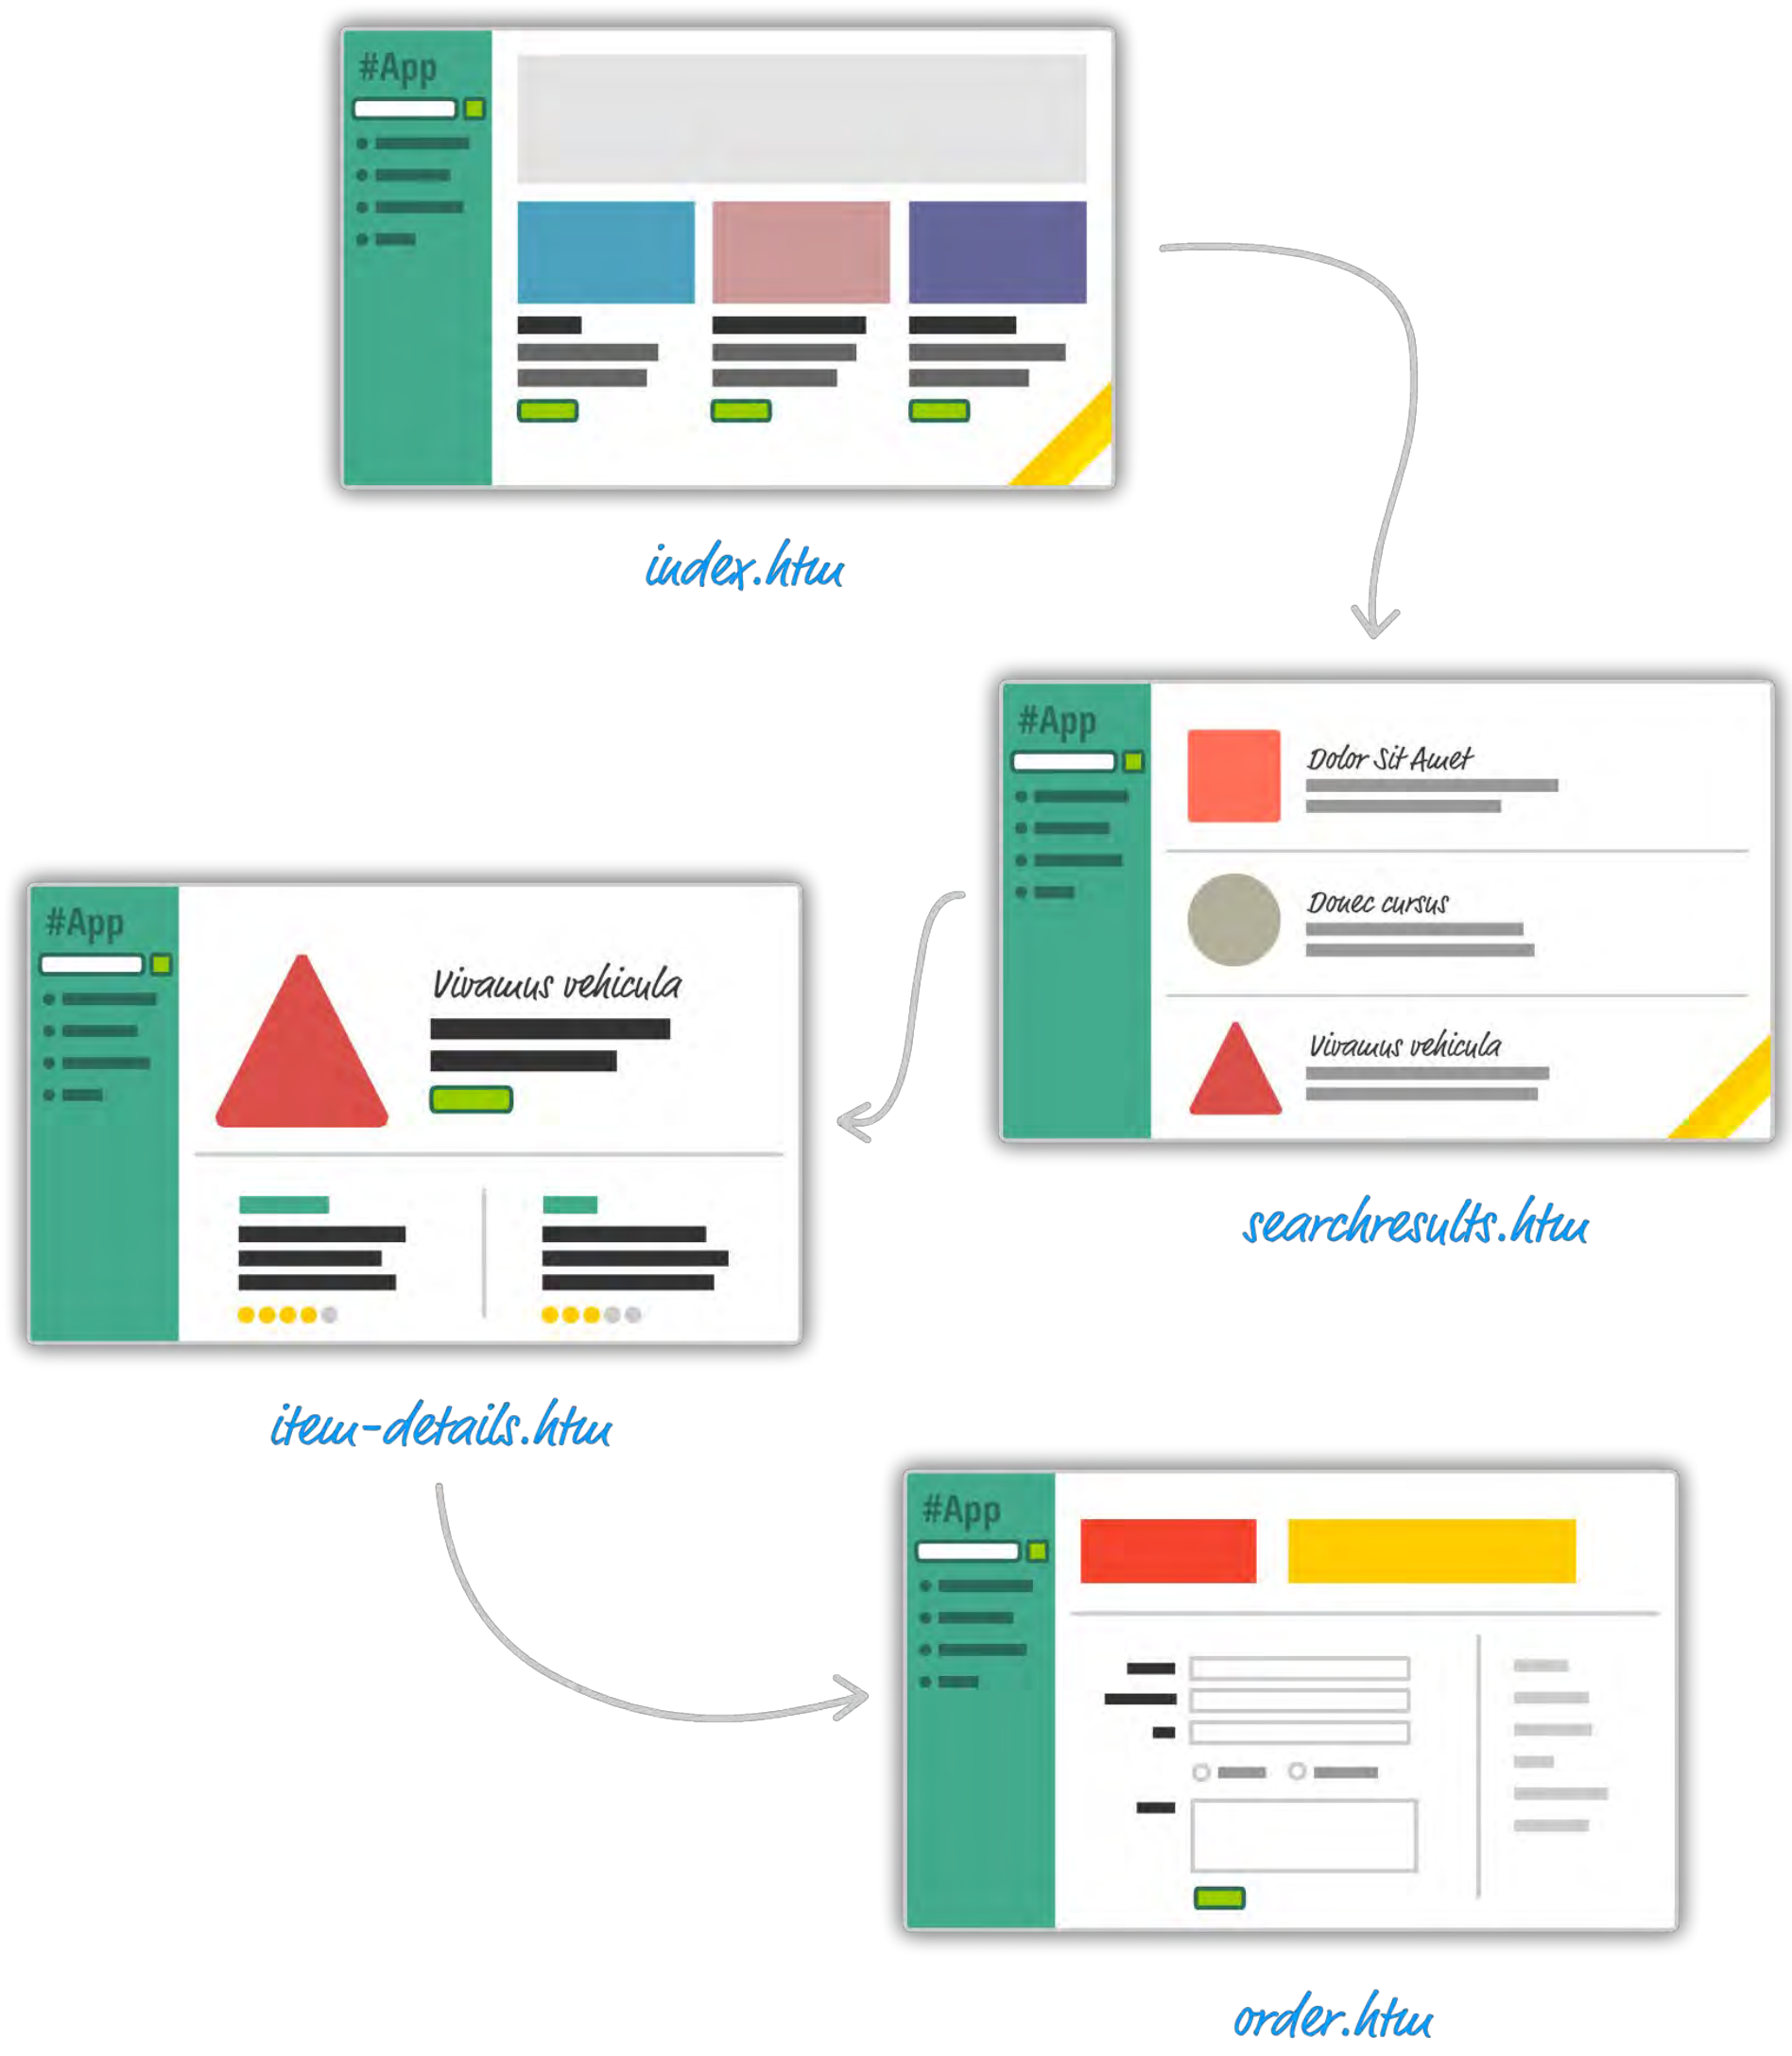 #App
index.htm
#App
Dolor Sit Amet
Donec cursus
Vivamus vehicula
searchresults.htm
#App
Vivamus vehicula
item-details.htm
#App
order.htm